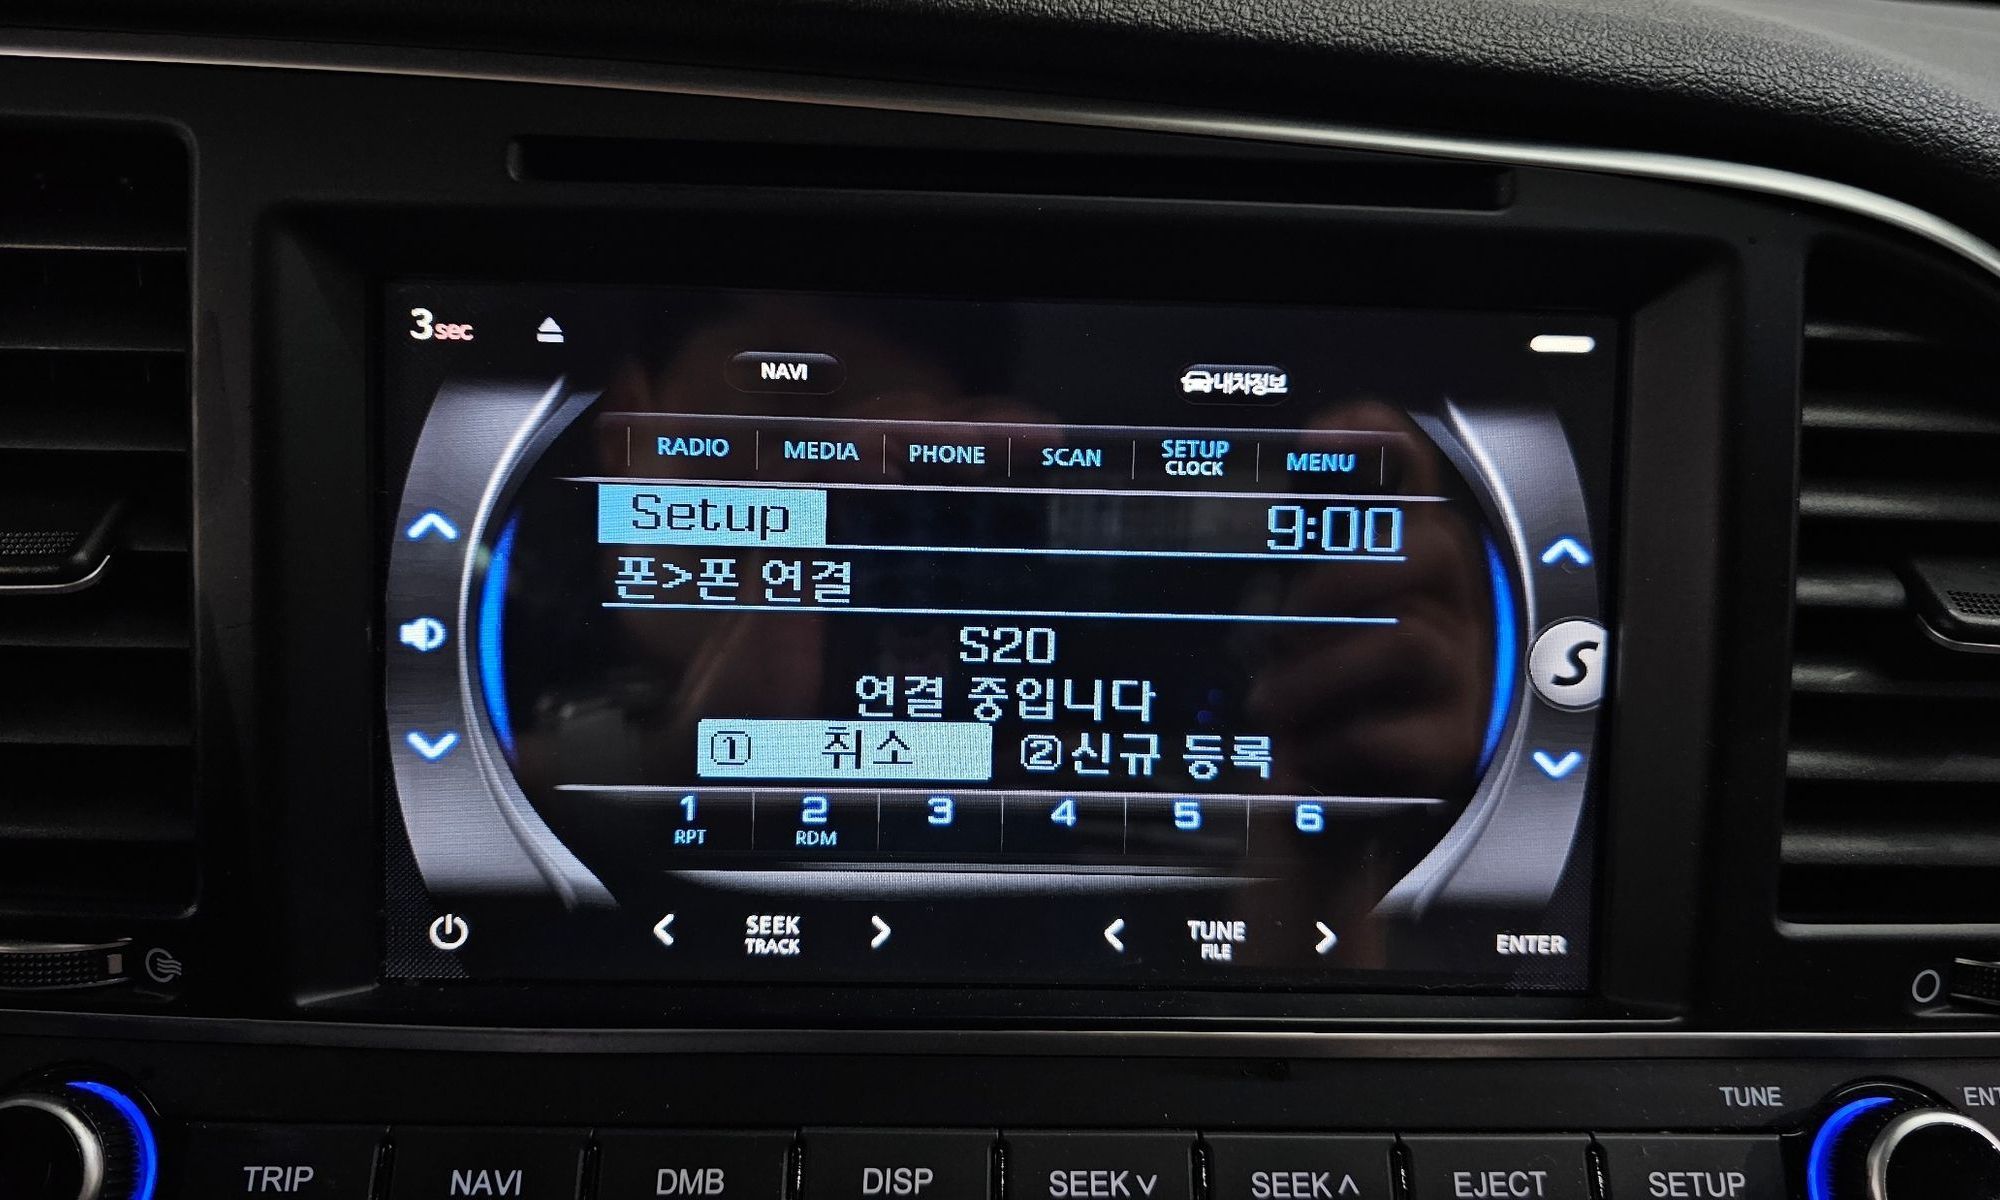 3sec
NAVI
내차정보
RADIO MEDIA PHONE SCAN SETUP CLOCK MENU
Setup 9:00
폰>폰 연결
S20
연결 중입니다
① 취소 ②신규 등록
1 RPT 2 RDM 3 4 5 6
S
SEEK TRACK TUNE FILE ENTER
TUNE
TRIP NAVI DMB DISP SEEK∨ SEEK∧ EJECT SETUP